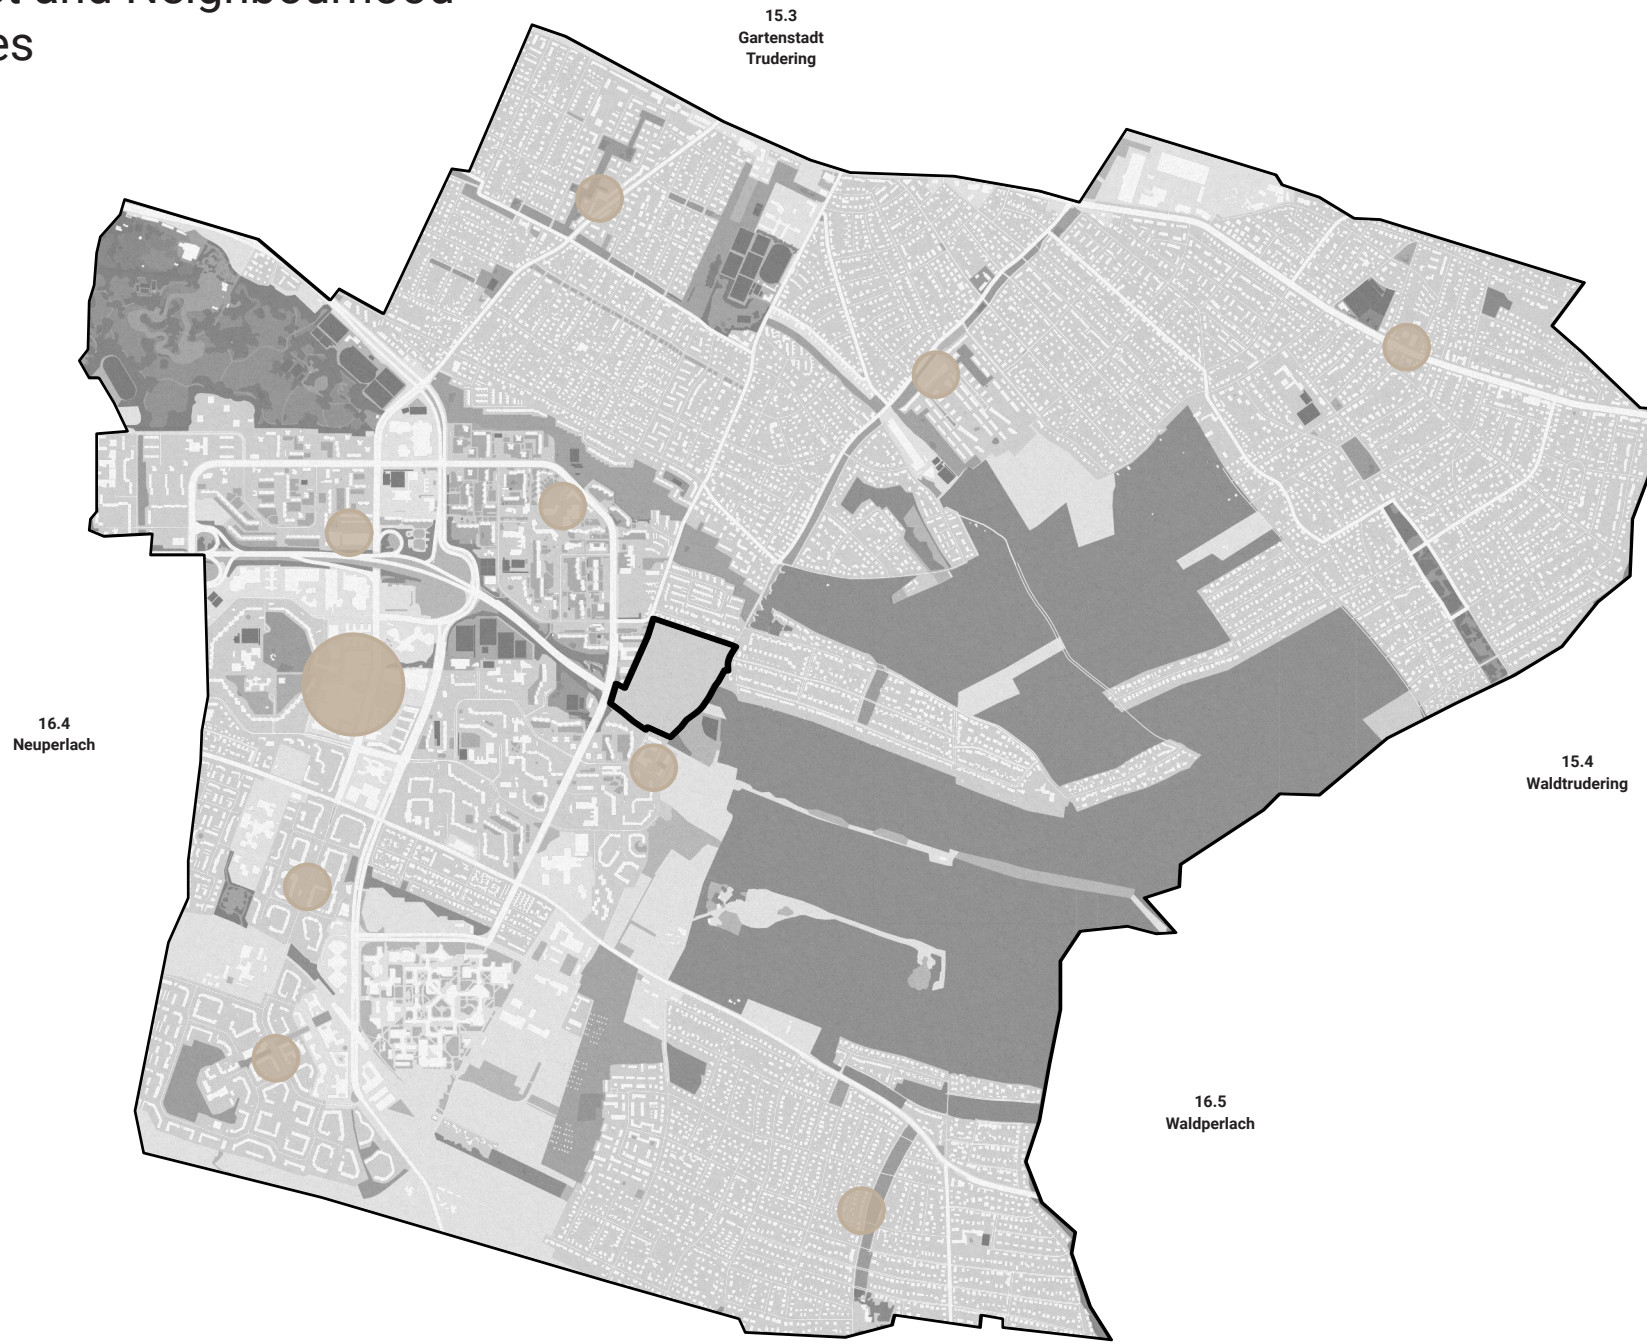 and Neighbourhood
es
15.3
Gartenstadt
Trudering
16.4
Neuperlach
15.4
Waldtrudering
16.5
Waldperlach